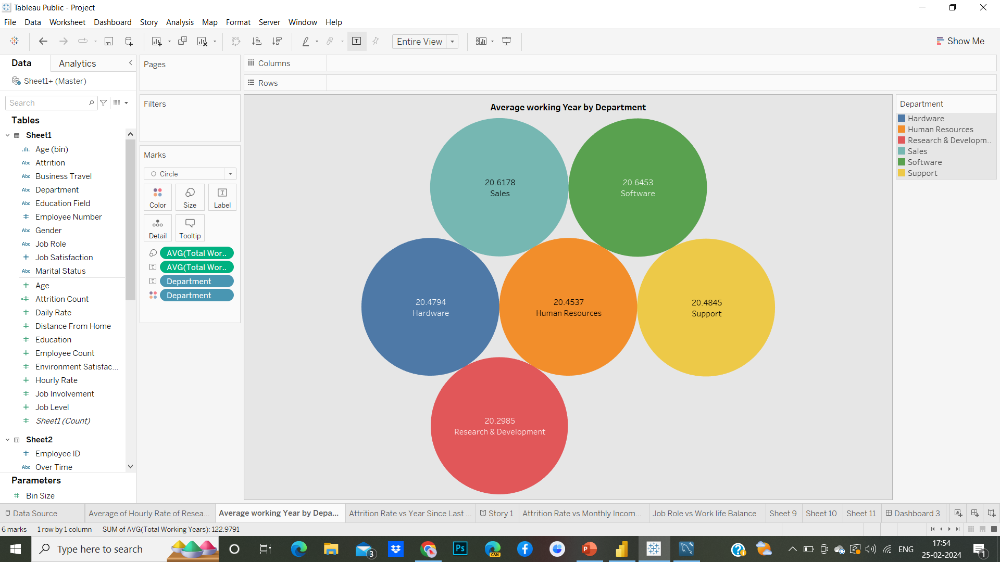 Tableau Public - Project
File Data Worksheet Dashboard Story Analysis Map Format Server Window Help
Entire View
Show Me
Data Analytics
Sheet1+ (Master)
Search
Tables
Sheet1
Age (bin)
Abc Attrition
Abc Business Travel
Abc Department
Abc Education Field
# Employee Number
Abc Gender
Abc Job Role
# Job Satisfaction
Abc Marital Status
# Age
=# Attrition Count
# Daily Rate
# Distance From Home
# Education
# Employee Count
# Environment Satisfac...
# Hourly Rate
# Job Involvement
# Job Level
# Sheet1 (Count)
Sheet2
# Employee ID
Abc Over Time
Parameters
# Bin Size
Pages
Filters
Marks
Circle
Color Size Label
Detail Tooltip
AVG(Total Wor..
AVG(Total Wor..
Department
Department
Columns
Rows
Average working Year by Department
20.6178
Sales
20.6453
Software
20.4794
Hardware
20.4537
Human Resources
20.4845
Support
20.2985
Research & Development
Department
Hardware
Human Resources
Research & Developm..
Sales
Software
Support
Data Source Average of Hourly Rate of Resea... Average working Year by Depa... Attrition Rate vs Year Since Last ... Story 1 Attrition Rate vs Monthly Incom... Job Role vs Work life Balance Sheet 9 Sheet 10 Sheet 11 Dashboard 3
6 marks 1 row by 1 column SUM of AVG(Total Working Years): 122.9791
Type here to search
3
Ps
CAN
P
ENG
17:54
25-02-2024
1